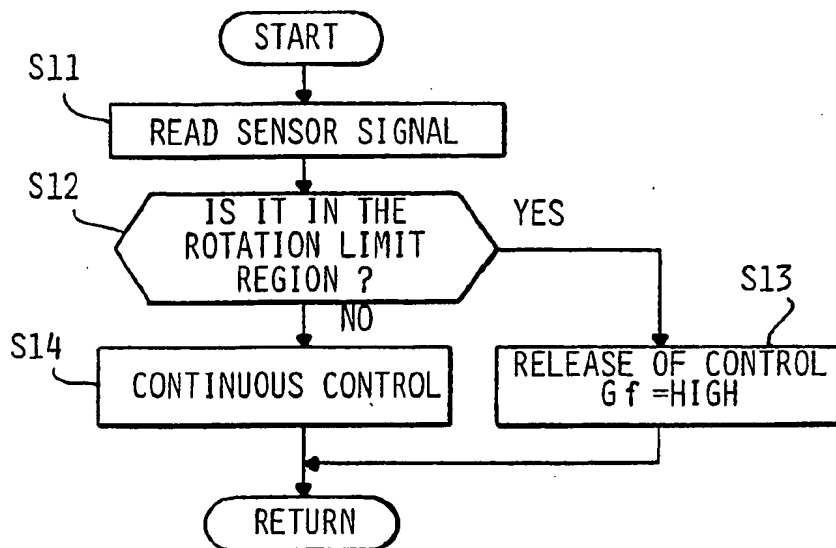 START
S11
READ SENSOR SIGNAL
S12
IS IT IN THE
ROTATION LIMIT
REGION ?
YES
NO
S13
S14
CONTINUOUS CONTROL
RELEASE OF CONTROL
Gf =HIGH
RETURN